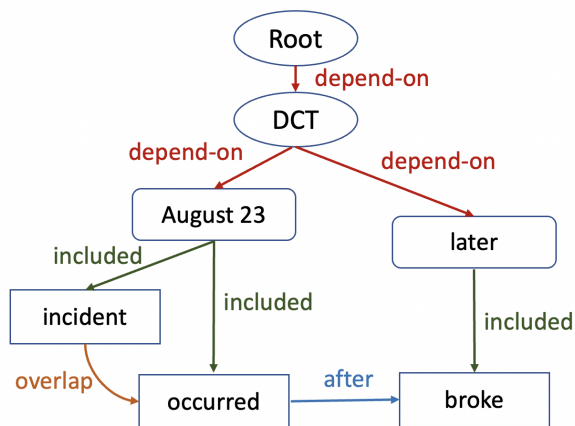 Root
depend-on
DCT
depend-on
depend-on
August 23
later
included
included
included
incident
overlap
after
occurred
broke